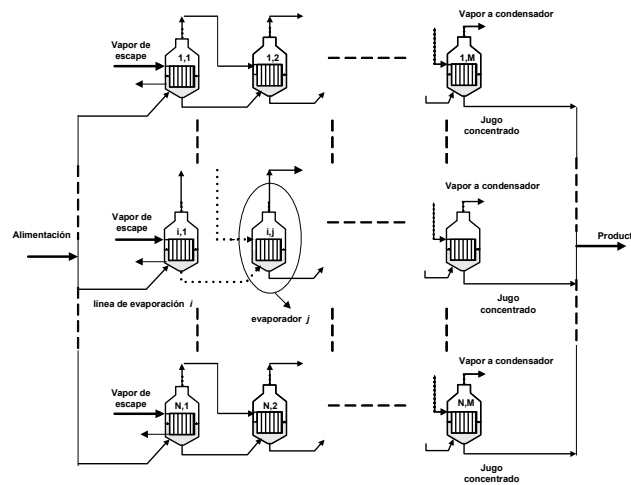 Vapor a condensador
Vapor de
escape
1,1
1,2
1,M
Jugo
concentrado
Vapor a condensador
Vapor de
escape
i,1
i,j
Alimentación
Product
línea de evaporación i
evaporador j
Jugo
concentrado
Vapor a condensador
Vapor de
escape
N,1
N,2
N,M
Jugo
concentrado